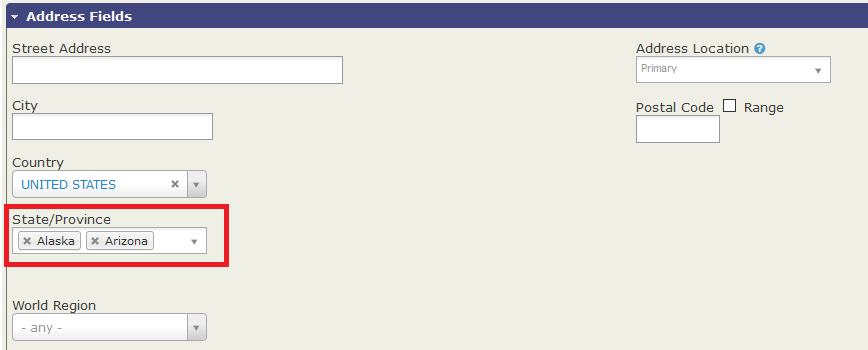 Address Fields
Street Address
Address Location ?
Primary
City
Postal Code Range
Country
UNITED STATES
State/Province
Alaska Arizona
World Region
- any -